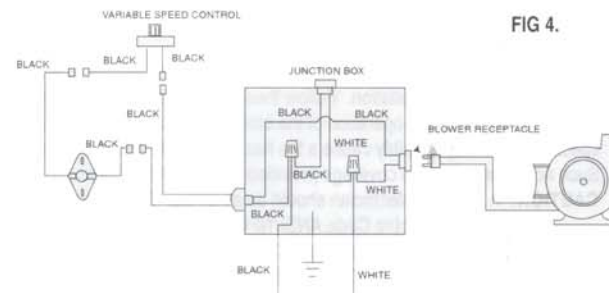 VARIABLE SPEED CONTROL
FIG 4.
BLACK
BLACK
BLACK
JUNCTION BOX
BLACK
BLACK
BLACK
BLACK
BLOWER RECEPTACLE
WHITE
BLACK
WHITE
BLACK
BLACK
WHITE